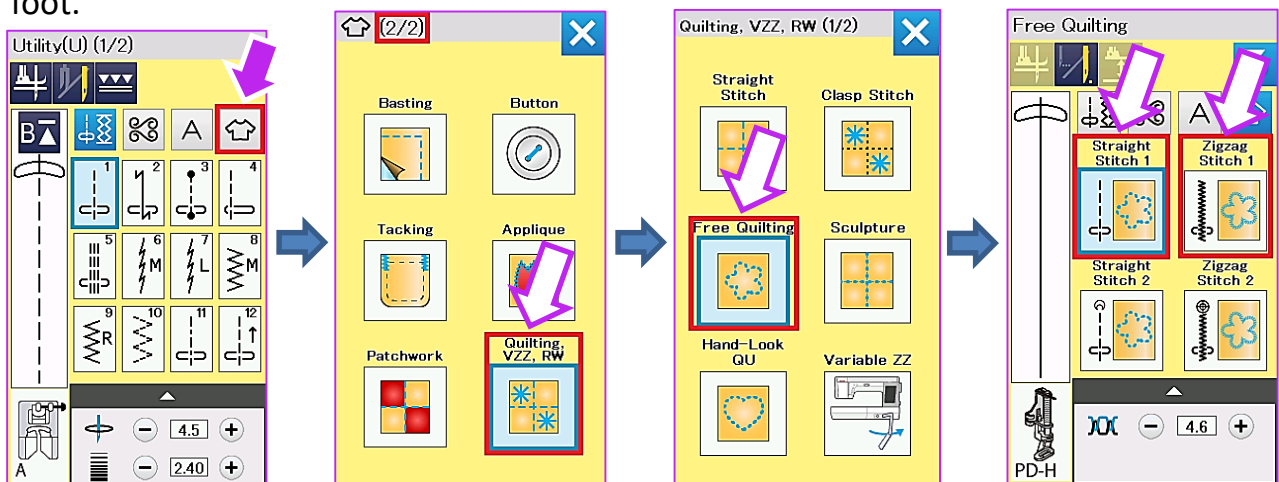 foot.
Utility(U) (1/2)
B
A
1
2
3
4
5
6 M
7 L
8 M
9 R
10
11
12
A
4.5
2.40
(2/2)
Basting
Button
Tacking
Applique
Patchwork
Quilting,
VZZ, RW
Quilting, VZZ, RW (1/2)
Straight
Stitch
Clasp Stitch
Free Quilting
Sculpture
Hand-Look
QU
Variable ZZ
Free Quilting
A
Straight
Stitch 1
Zigzag
Stitch 1
Straight
Stitch 2
Zigzag
Stitch 2
PD-H
4.6